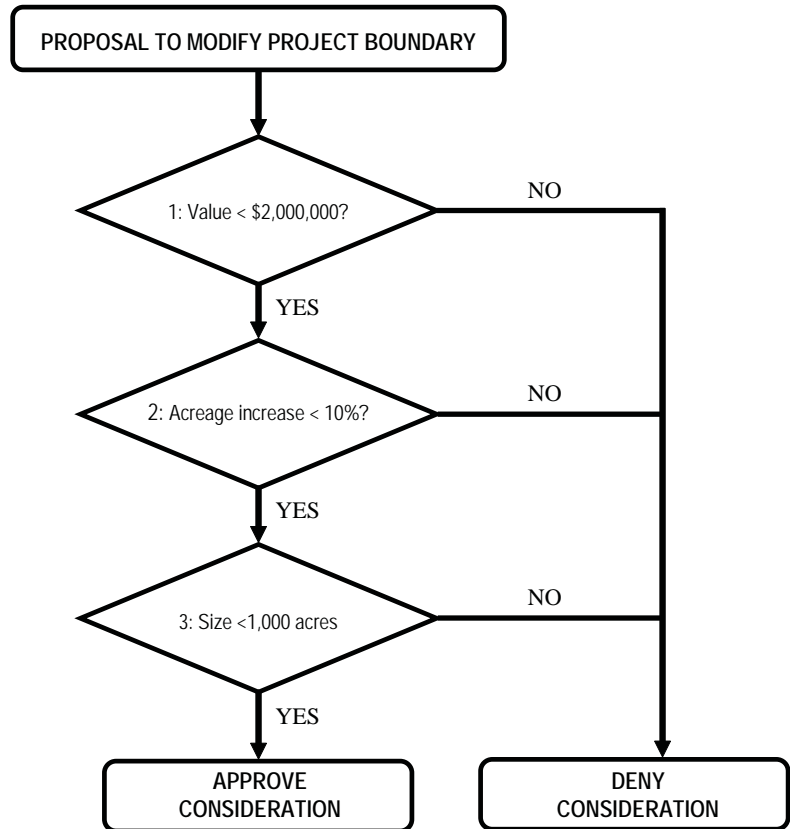 PROPOSAL TO MODIFY PROJECT BOUNDARY
1: Value < $2,000,000?
NO
YES
2: Acreage increase < 10%?
NO
YES
3: Size <1,000 acres
NO
YES
APPROVE
CONSIDERATION
DENY
CONSIDERATION